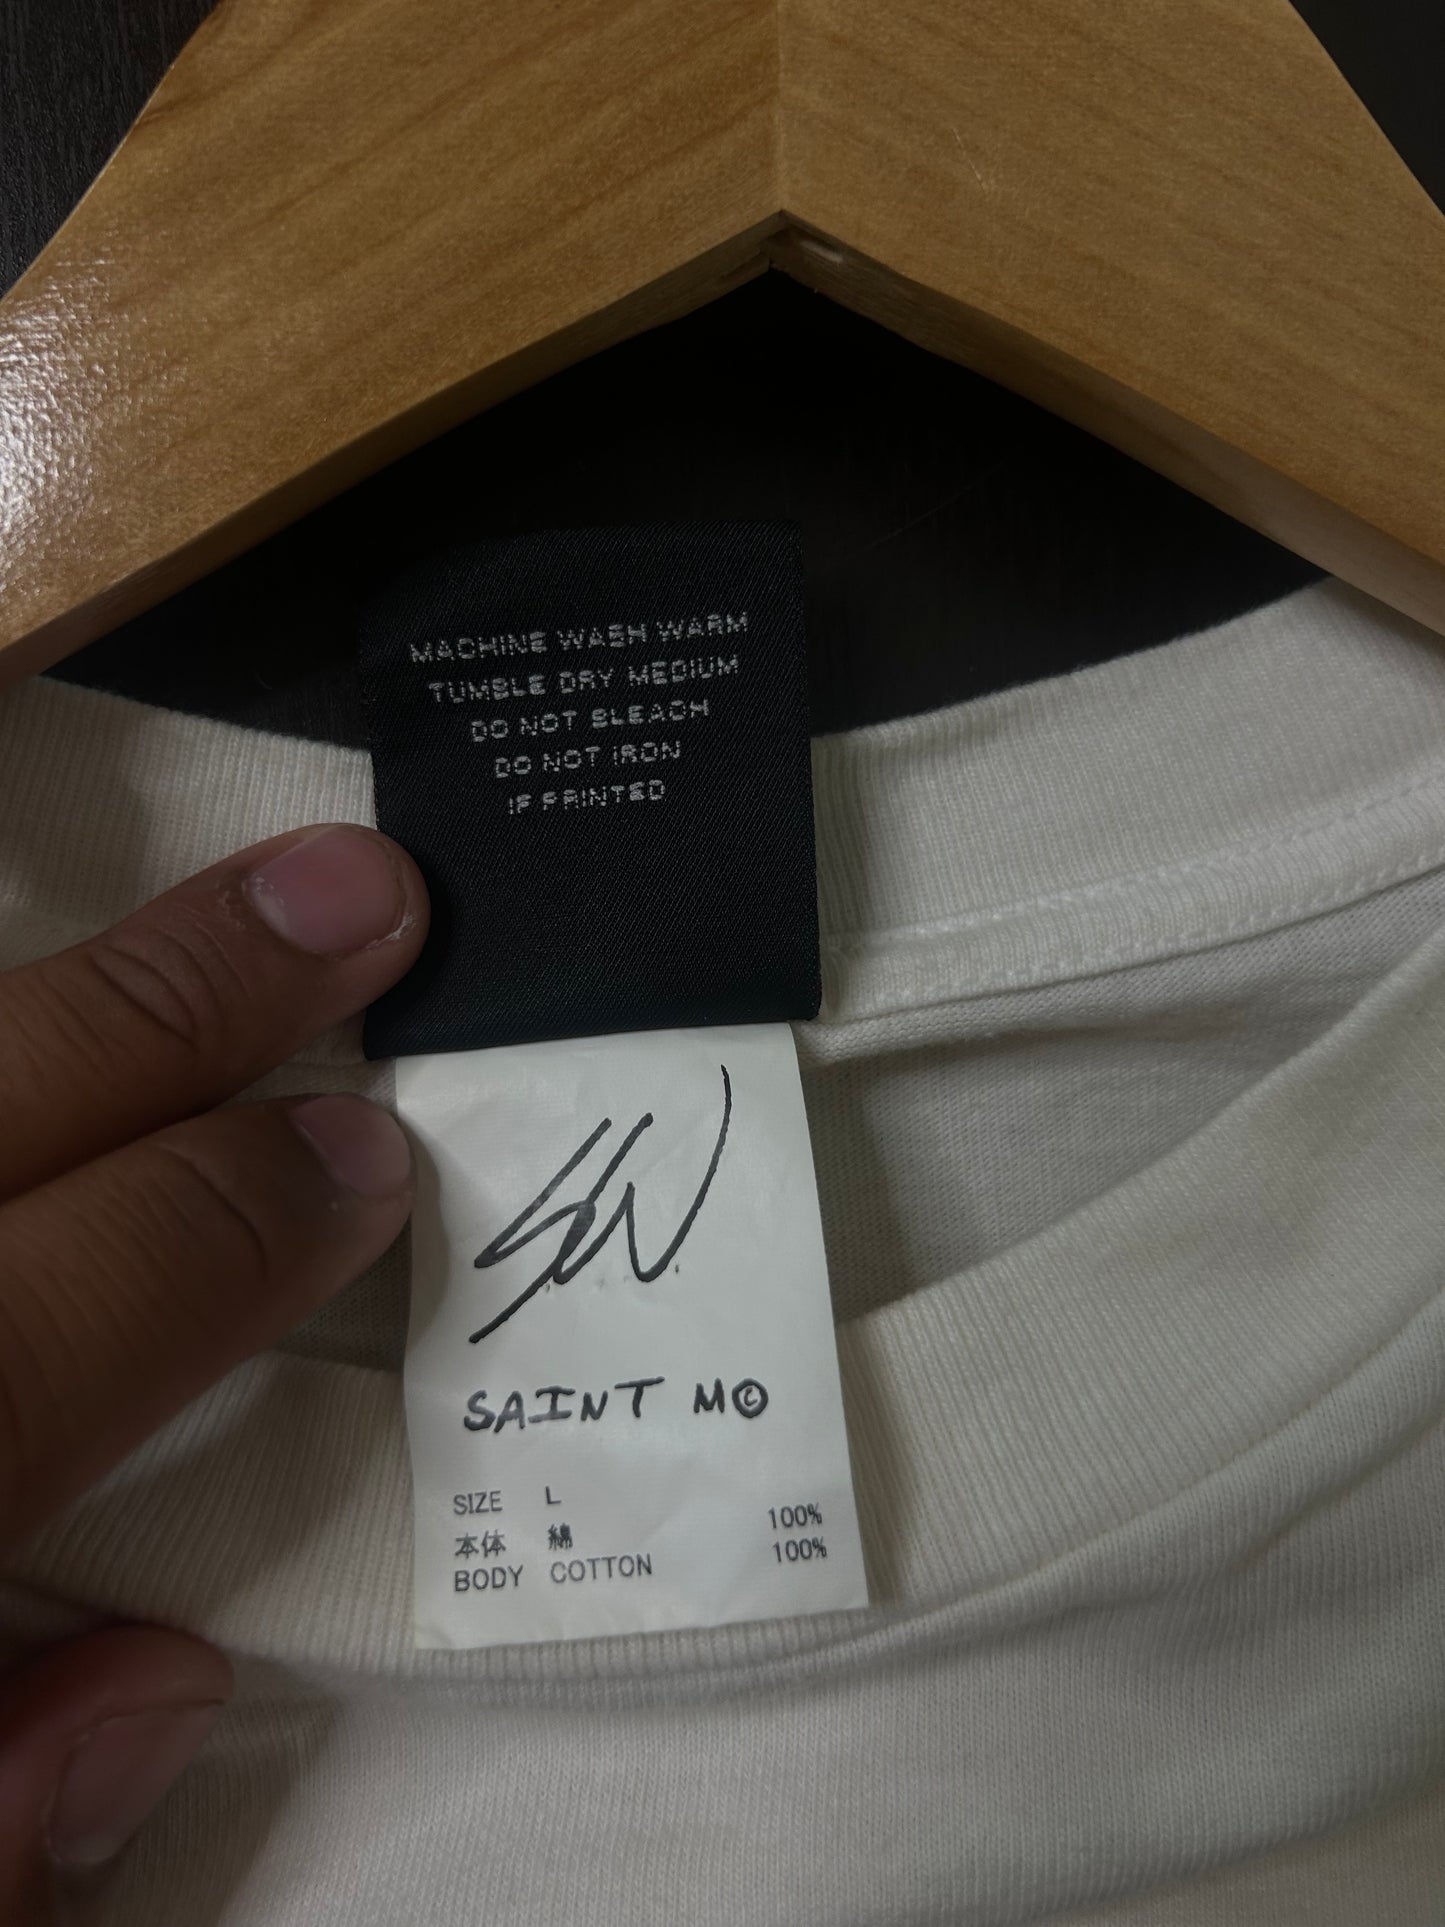 MACHINE WASH WARM
TUMBLE DRY MEDIUM
DO NOT BLEACH
DO NOT IRON
IF PRINTED
SAINT M©
SIZE L
本体 綿 100%
BODY COTTON 100%